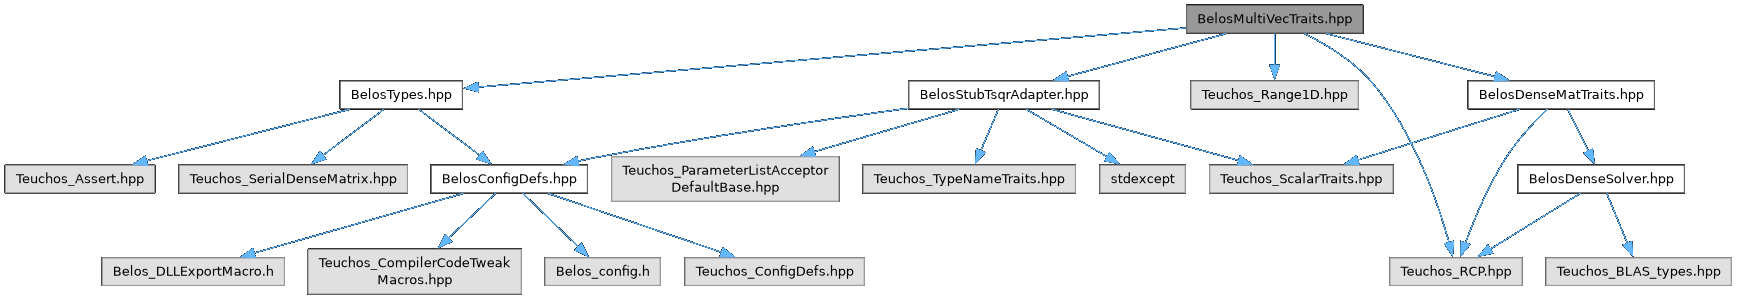 BelosMultiVecTraits.hpp
BelosTypes.hpp
BelosStubTsqrAdapter.hpp
Teuchos_Range1D.hpp
BelosDenseMatTraits.hpp
Teuchos_Assert.hpp
Teuchos_SerialDenseMatrix.hpp
BelosConfigDefs.hpp
Teuchos_ParameterListAcceptor
DefaultBase.hpp
Teuchos_TypeNameTraits.hpp
stdexcept
Teuchos_ScalarTraits.hpp
BelosDenseSolver.hpp
Belos_DLLExportMacro.h
Teuchos_CompilerCodeTweak
Macros.hpp
Belos_config.h
Teuchos_ConfigDefs.hpp
Teuchos_RCP.hpp
Teuchos_BLAS_types.hpp